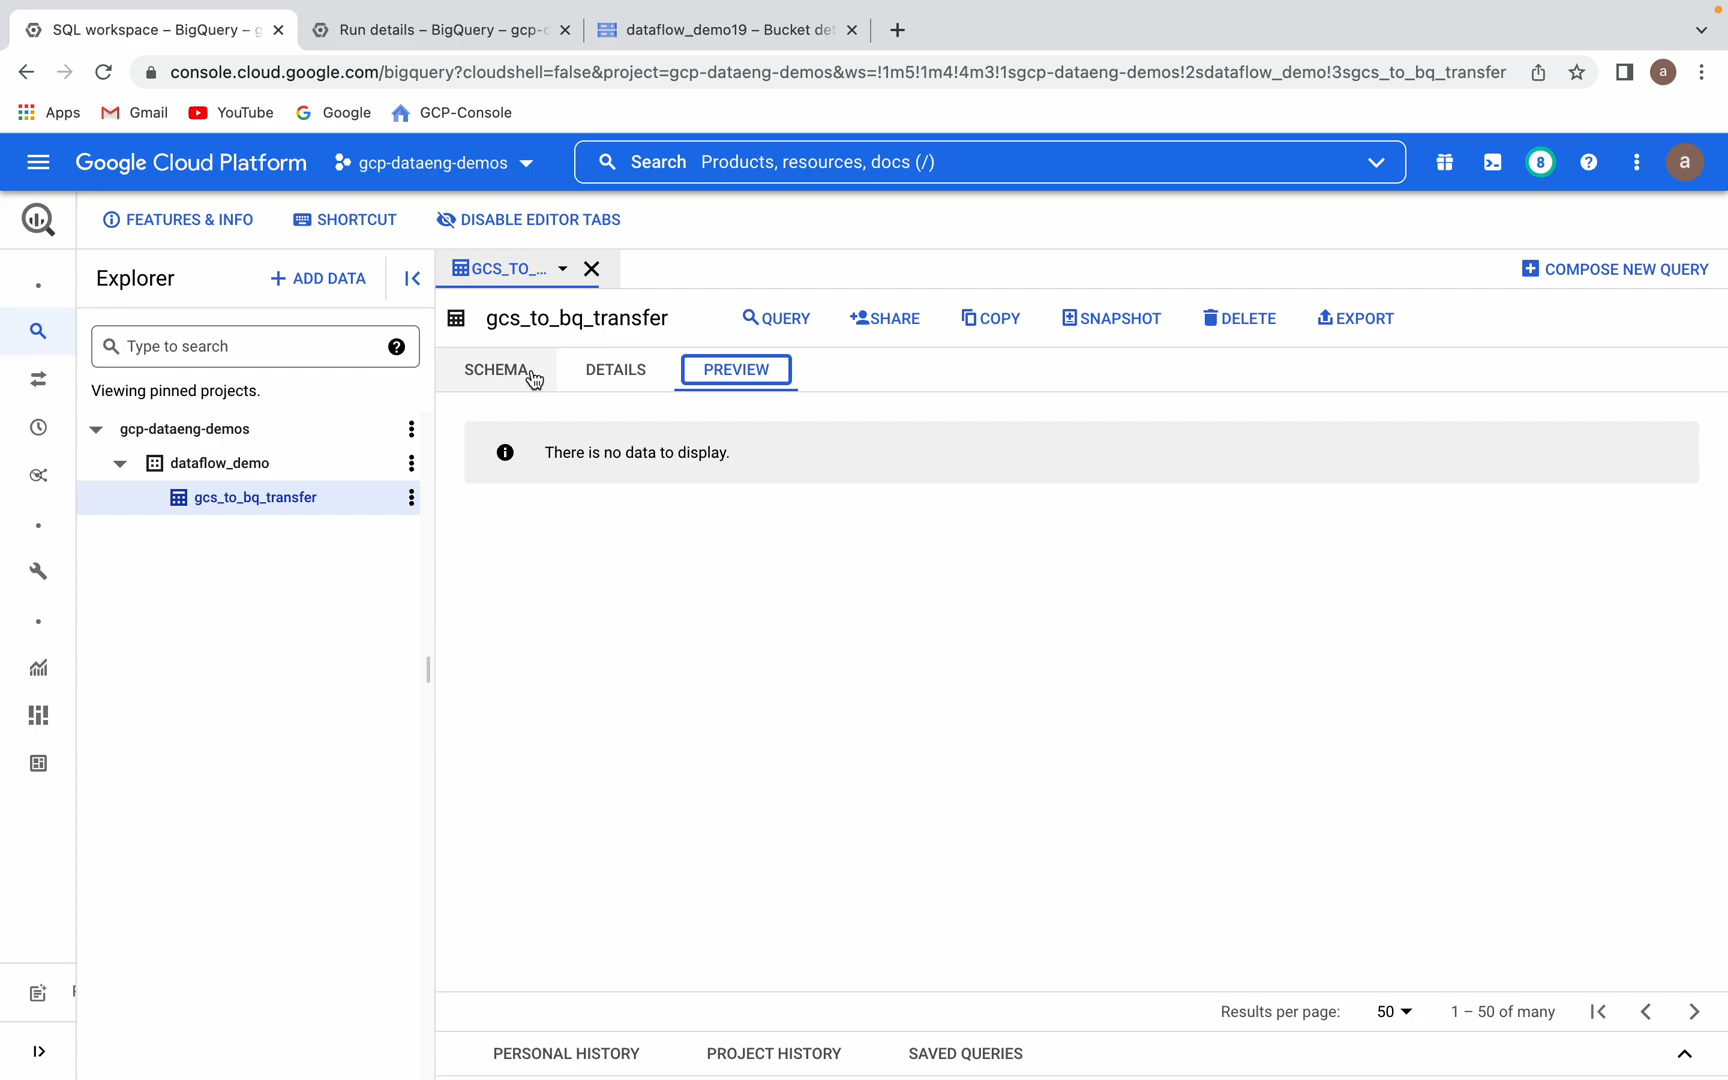 SQL workspace – BigQuery – g
Run details – BigQuery – gcp-d
dataflow_demo19 – Bucket det
console.cloud.google.com/bigquery?cloudshell=false&project=gcp-dataeng-demos&ws=!1m5!1m4!4m3!1sgcp-dataeng-demos!2sdataflow_demo!3sgcs_to_bq_transfer
a
Apps
Gmail
YouTube
Google
GCP-Console
Google Cloud Platform
gcp-dataeng-demos
Search Products, resources, docs (/)
8
a
FEATURES & INFO
SHORTCUT
DISABLE EDITOR TABS
Explorer
ADD DATA
GCS_TO_...
COMPOSE NEW QUERY
gcs_to_bq_transfer
QUERY
SHARE
COPY
SNAPSHOT
DELETE
EXPORT
Type to search
SCHEMA
DETAILS
PREVIEW
Viewing pinned projects.
gcp-dataeng-demos
There is no data to display.
dataflow_demo
gcs_to_bq_transfer
Results per page:
50
1 – 50 of many
PERSONAL HISTORY
PROJECT HISTORY
SAVED QUERIES